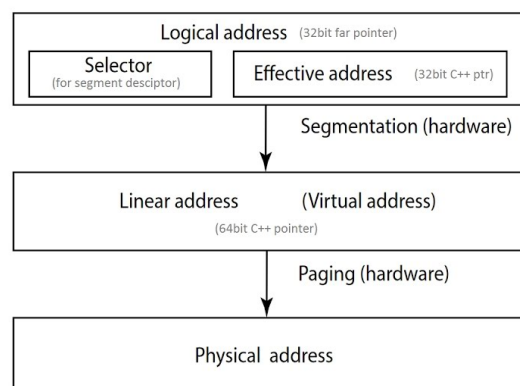 Logical address (32bit far pointer)
Selector
(for segment desciptor)
Effective address (32bit C++ ptr)
Segmentation (hardware)
Linear address (Virtual address)
(64bit C++ pointer)
Paging (hardware)
Physical address